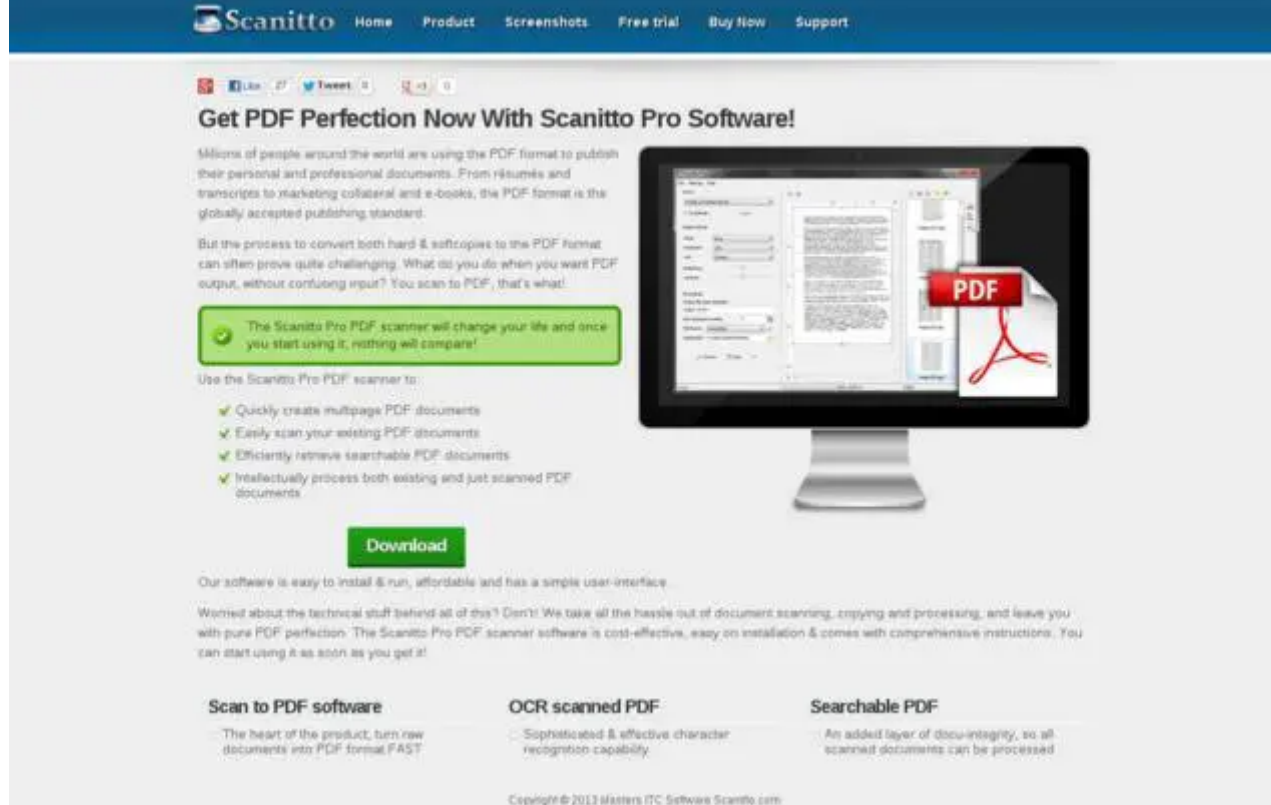 Scanitto Home Product Screenshots Free trial Buy Now Support
Like 27 Tweet 0 +1 0
Get PDF Perfection Now With Scanitto Pro Software!
Millions of people around the world are using the PDF format to publish
their personal and professional documents. From résumés and
transcripts to marketing collateral and e-books, the PDF format is the
globally accepted publishing standard.
But the process to convert both hard & softcopies to the PDF format
can often prove quite challenging. What do you do when you want PDF
output, without confusing input? You scan to PDF, that's what!
The Scanitto Pro PDF scanner will change your life and once
you start using it, nothing will compare!
Use the Scanitto Pro PDF scanner to:
Quickly create multipage PDF documents
Easily scan your existing PDF documents
Efficiently retrieve searchable PDF documents
Intellectually process both existing and just scanned PDF
documents
PDF
Download
Our software is easy to install & run, affordable and has a simple user-interface.
Worried about the technical stuff behind all of this? Don't! We take all the hassle out of document scanning, copying and processing, and leave you
with pure PDF perfection. The Scanitto Pro PDF scanner software is cost-effective, easy on installation & comes with comprehensive instructions. You
can start using it as soon as you get it!
Scan to PDF software
The heart of the product, turn raw
documents into PDF format FAST
OCR scanned PDF
Sophisticated & effective character
recognition capability
Searchable PDF
An added layer of docu-integrity, so all
scanned documents can be processed
Copyright © 2013 Masters ITC Software Scanitto.com